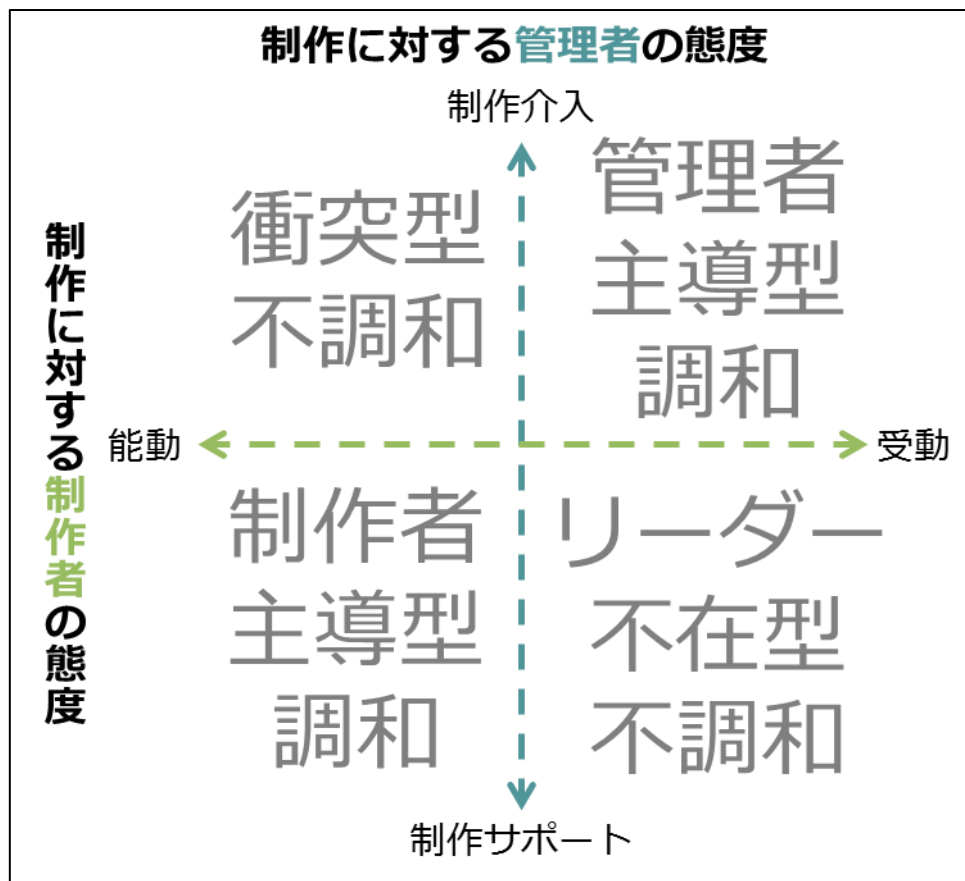 制作に対する管理者の態度
制作介入
衝突型
不調和
管理者
主導型
調和
制作に対する制作者の態度
能動
受動
制作者
主導型
調和
リーダー
不在型
不調和
制作サポート